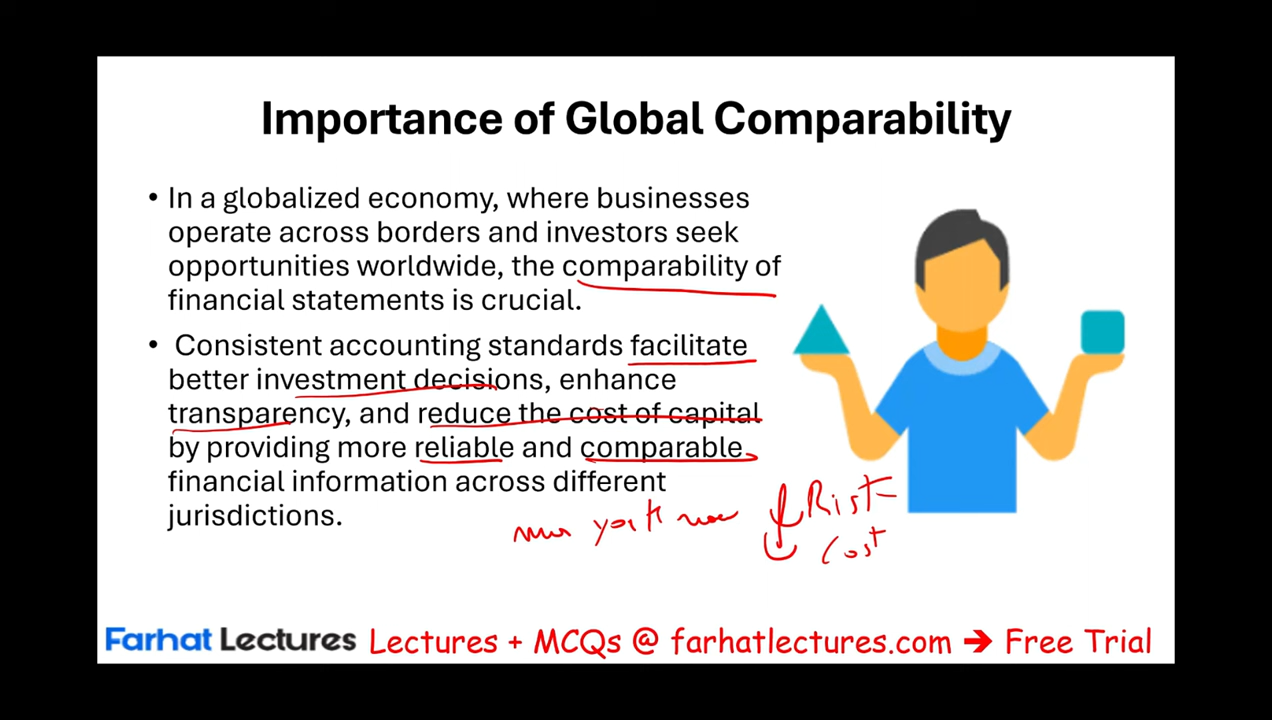 Importance of Global Comparability
• In a globalized economy, where businesses
operate across borders and investors seek
opportunities worldwide, the comparability of
financial statements is crucial.
• Consistent accounting standards facilitate
better investment decisions, enhance
transparency, and reduce the cost of capital
by providing more reliable and comparable
financial information across different
jurisdictions.
york
Risk
Cost
Farhat Lectures Lectures + MCQs @ farhatlectures.com ➔ Free Trial